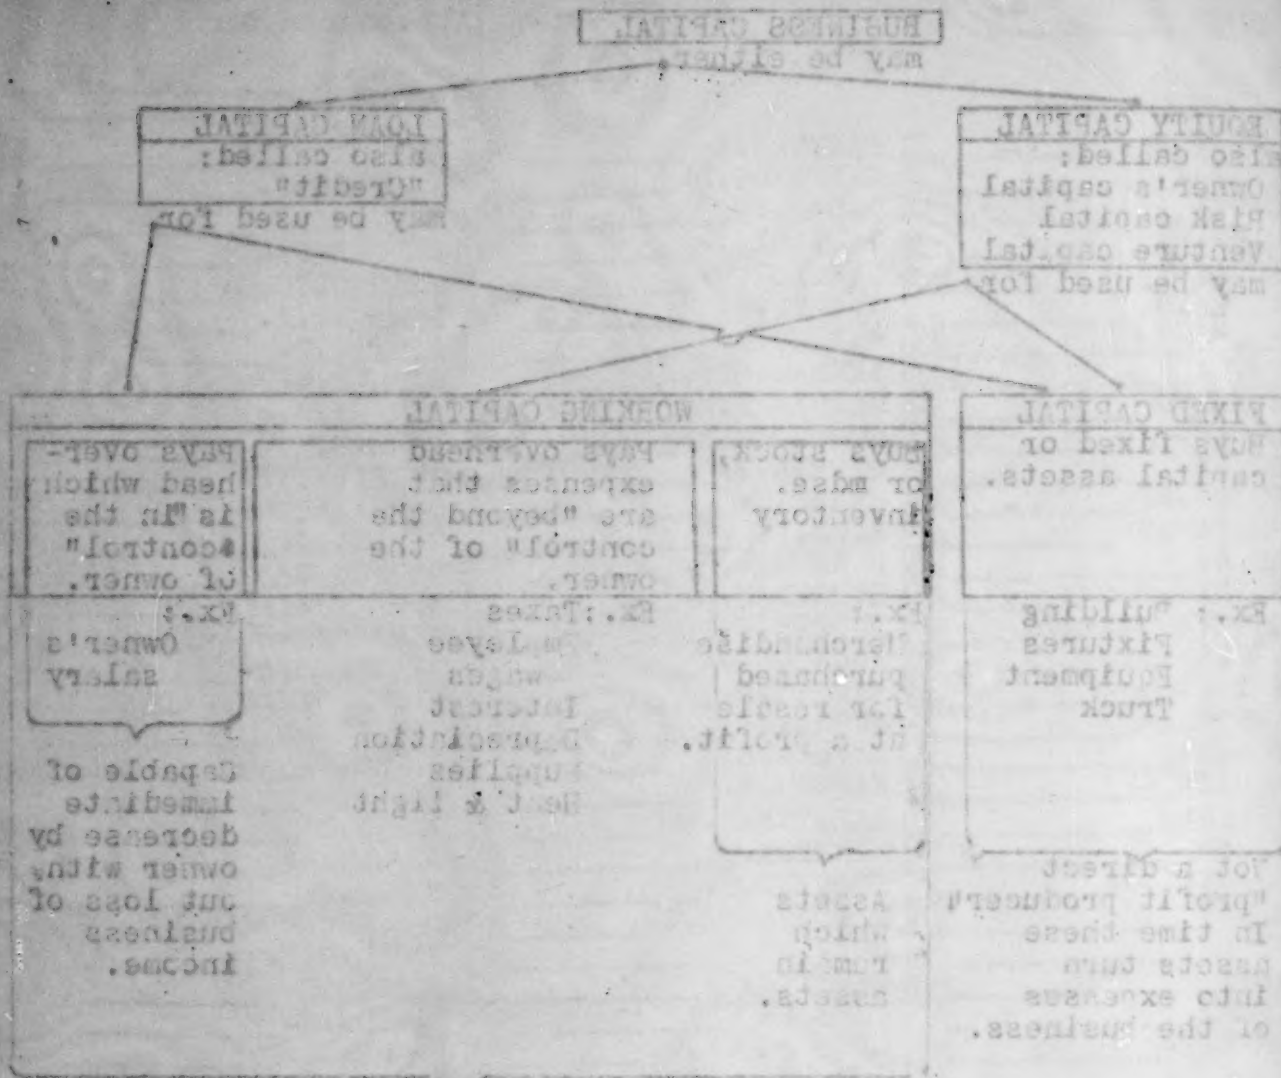 BUSINESS CAPITAL
may be either
EQUITY CAPITAL
also called:
Owner's capital
Risk capital
Venture capital
may be used for
LOAN CAPITAL
also called:
"Credit"
may be used for
FIXED CAPITAL
Buys fixed or
capital assets.
Ex.: Building
Fixtures
Equipment
Truck
Not a direct
"profit producer"
In time these
assets turn
into expenses
of the business.
WORKING CAPITAL
Buys stock,
or mdse.
inventory
Ex.:
Merchandise
purchased
for resale
at a profit.
Assets
which
remain
assets.
Pays overhead
expenses that
are "beyond the
control" of the
owner.
Ex.: Taxes
Employee
wages
Interest
Depreciation
Supplies
Heat & light
Pays over-
head which
is "in the
control"
of owner.
Ex.:
Owner's
salary
Capable of
immediate
decrease by
owner with-
out loss of
business
income.